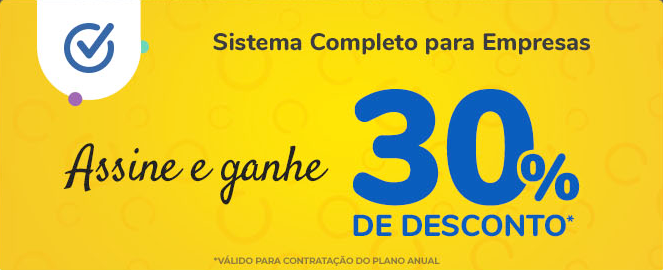 Sistema Completo para Empresas
Assine e ganhe
30%
DE DESCONTO*
*VÁLIDO PARA CONTRATAÇÃO DO PLANO ANUAL